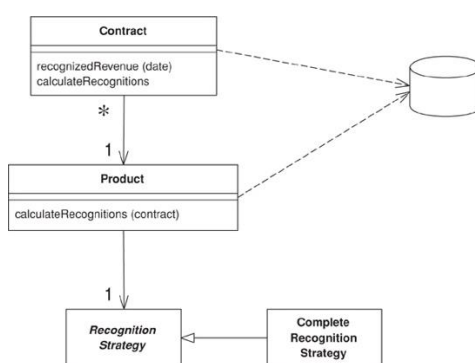 Contract
recognizedRevenue (date)
calculateRecognitions
*
1
Product
calculateRecognitions (contract)
1
Recognition
Strategy
Complete
Recognition
Strategy